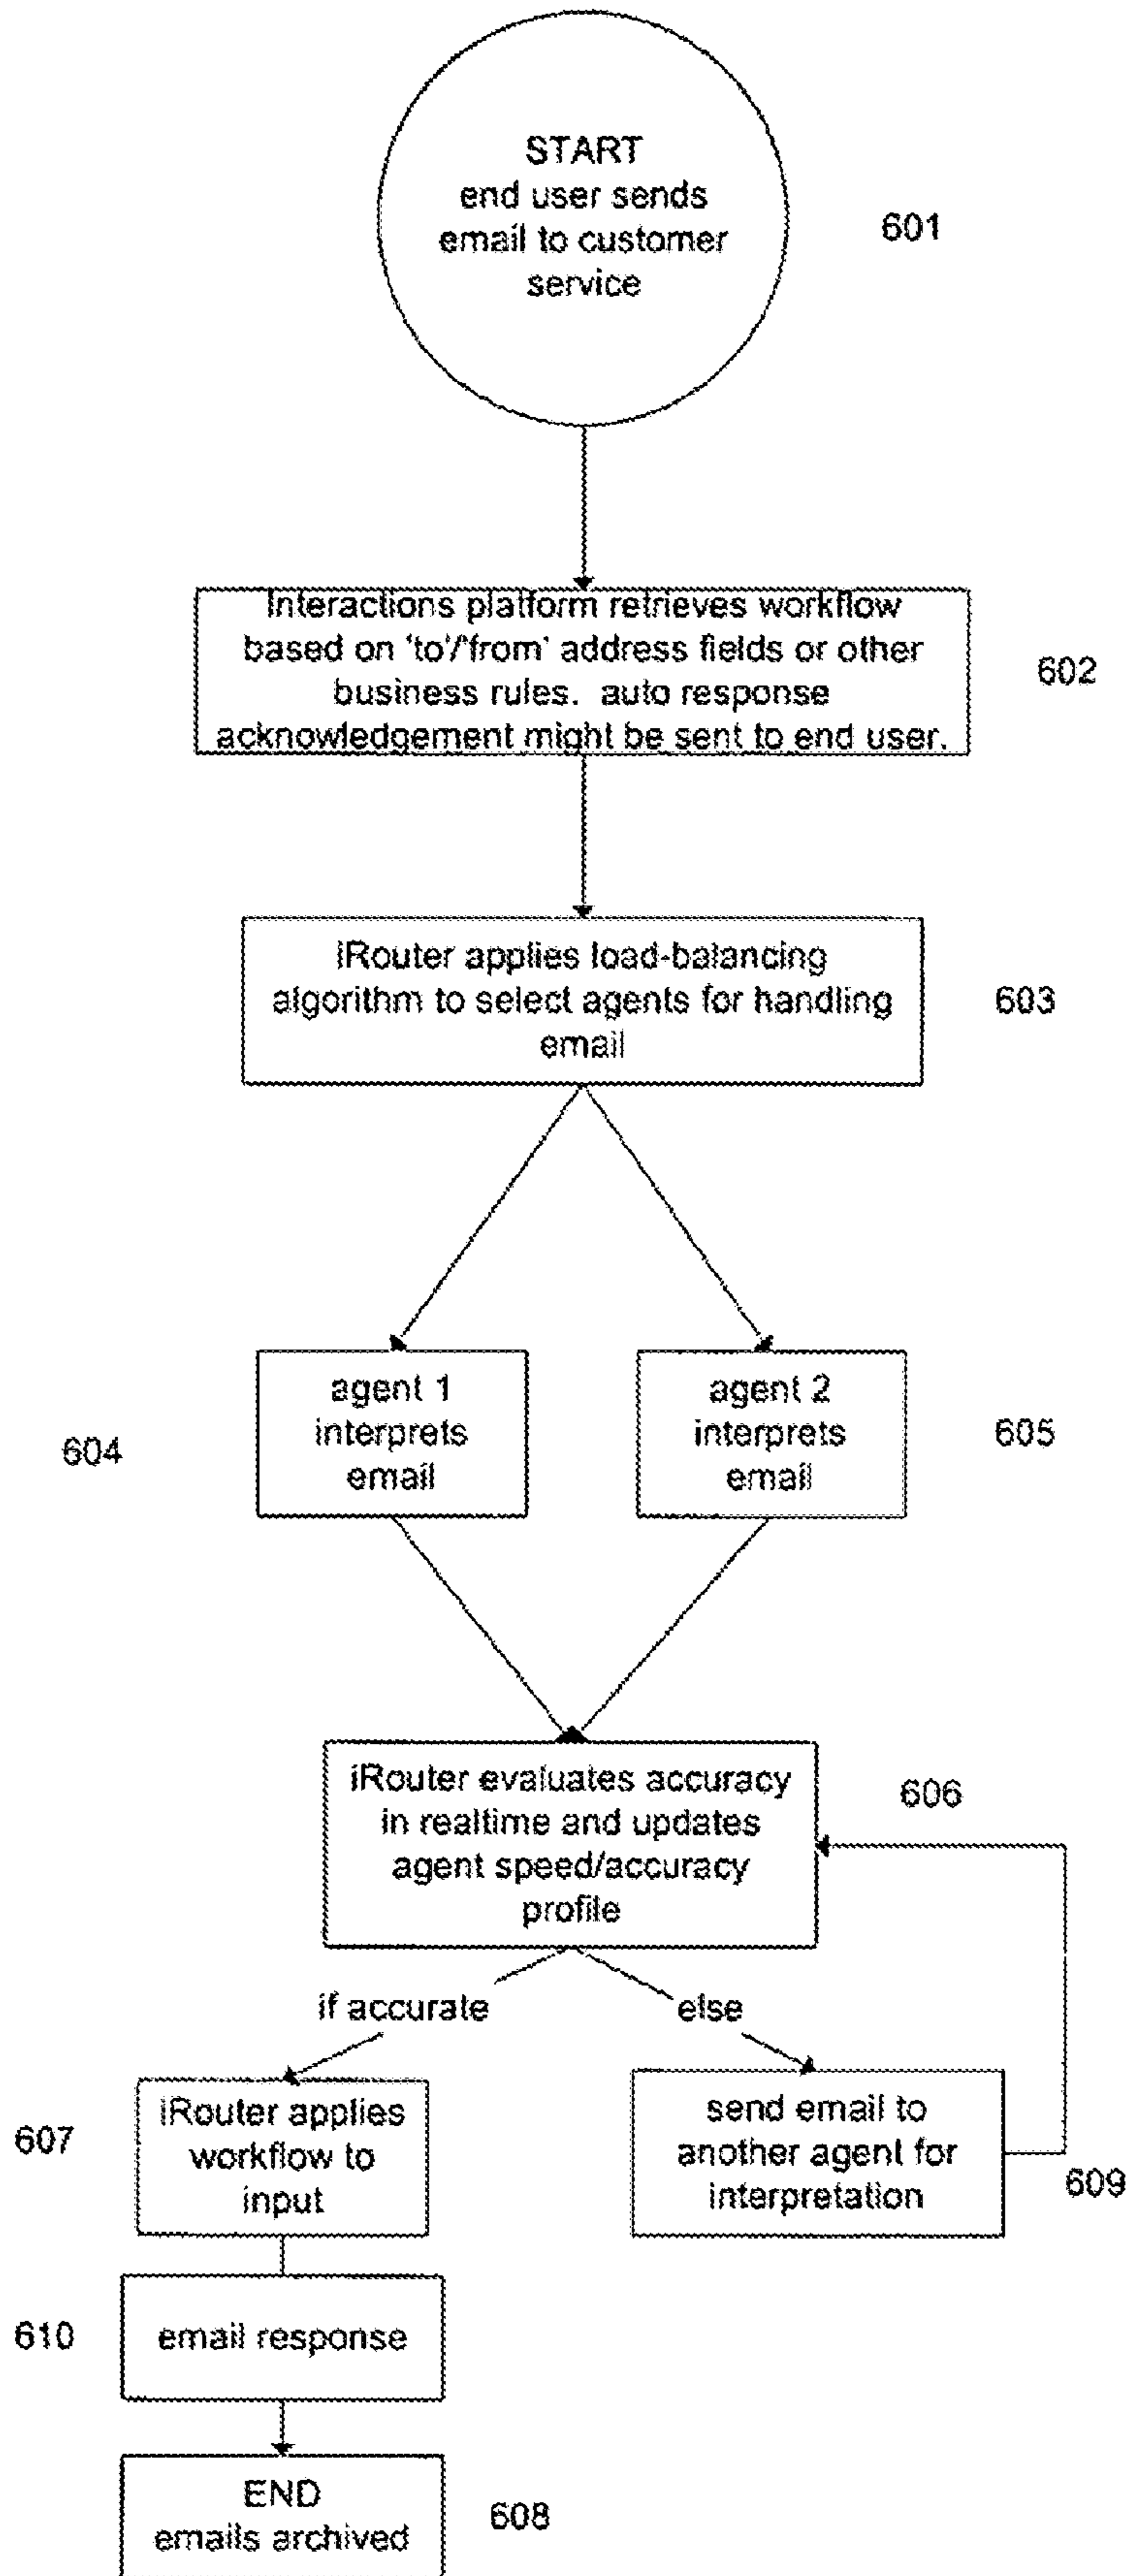 START
end user sends
email to customer
service
601
Interactions platform retrieves workflow
based on 'to'/'from' address fields or other
business rules. auto response
acknowledgement might be sent to end user.
602
iRouter applies load-balancing
algorithm to select agents for handling
email
603
604
agent 1
interprets
email
agent 2
interprets
email
605
iRouter evaluates accuracy
in realtime and updates
agent speed/accuracy
profile
606
if accurate
else
607
iRouter applies
workflow to
input
send email to
another agent for
interpretation
609
610
email response
END
emails archived
608